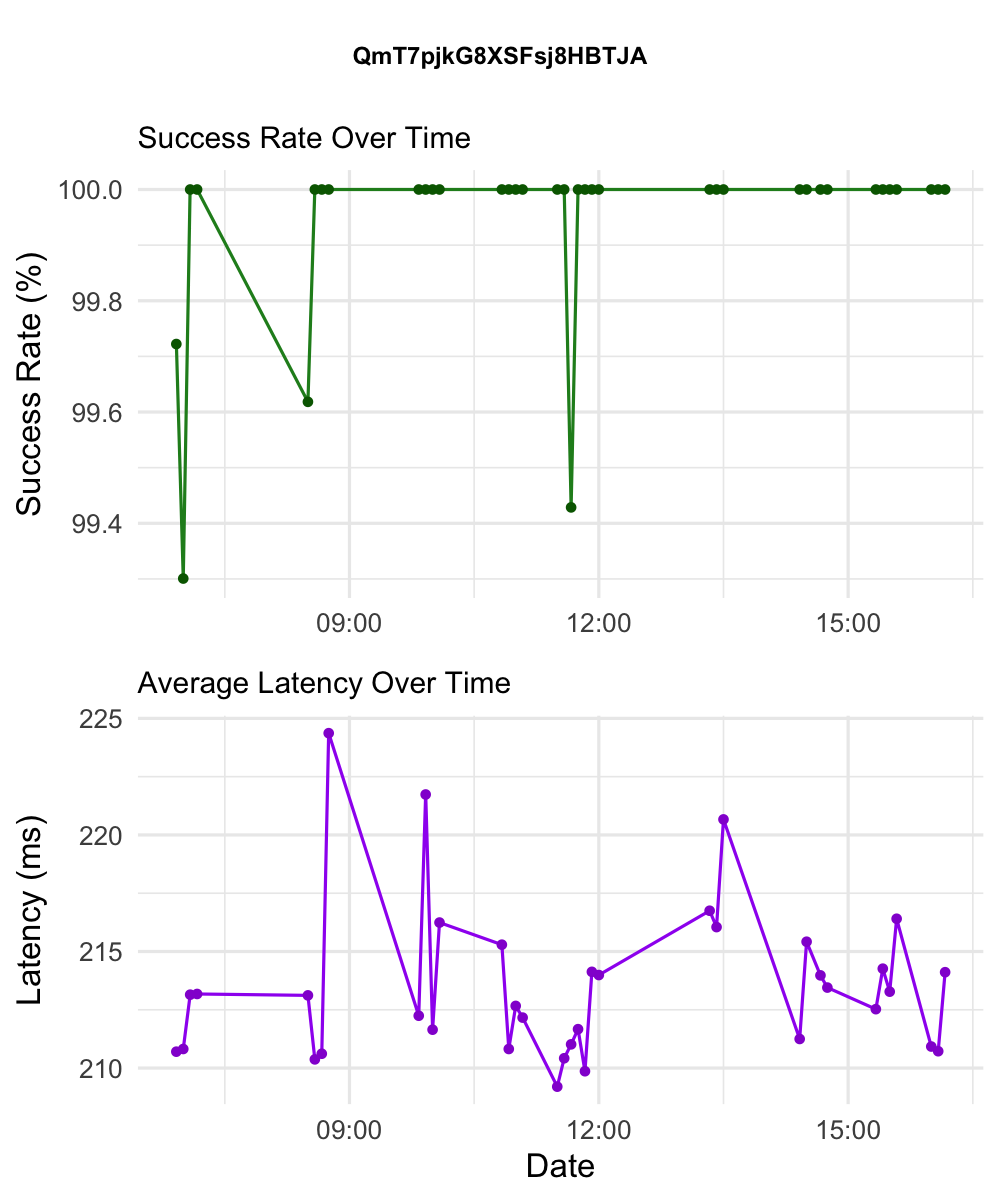 QmT7pjkG8XSFsj8HBTJA
Success Rate Over Time
Success Rate (%)
100.0
99.8
99.6
99.4
09:00 12:00 15:00
Average Latency Over Time
Latency (ms)
225
220
215
210
09:00 12:00 15:00
Date